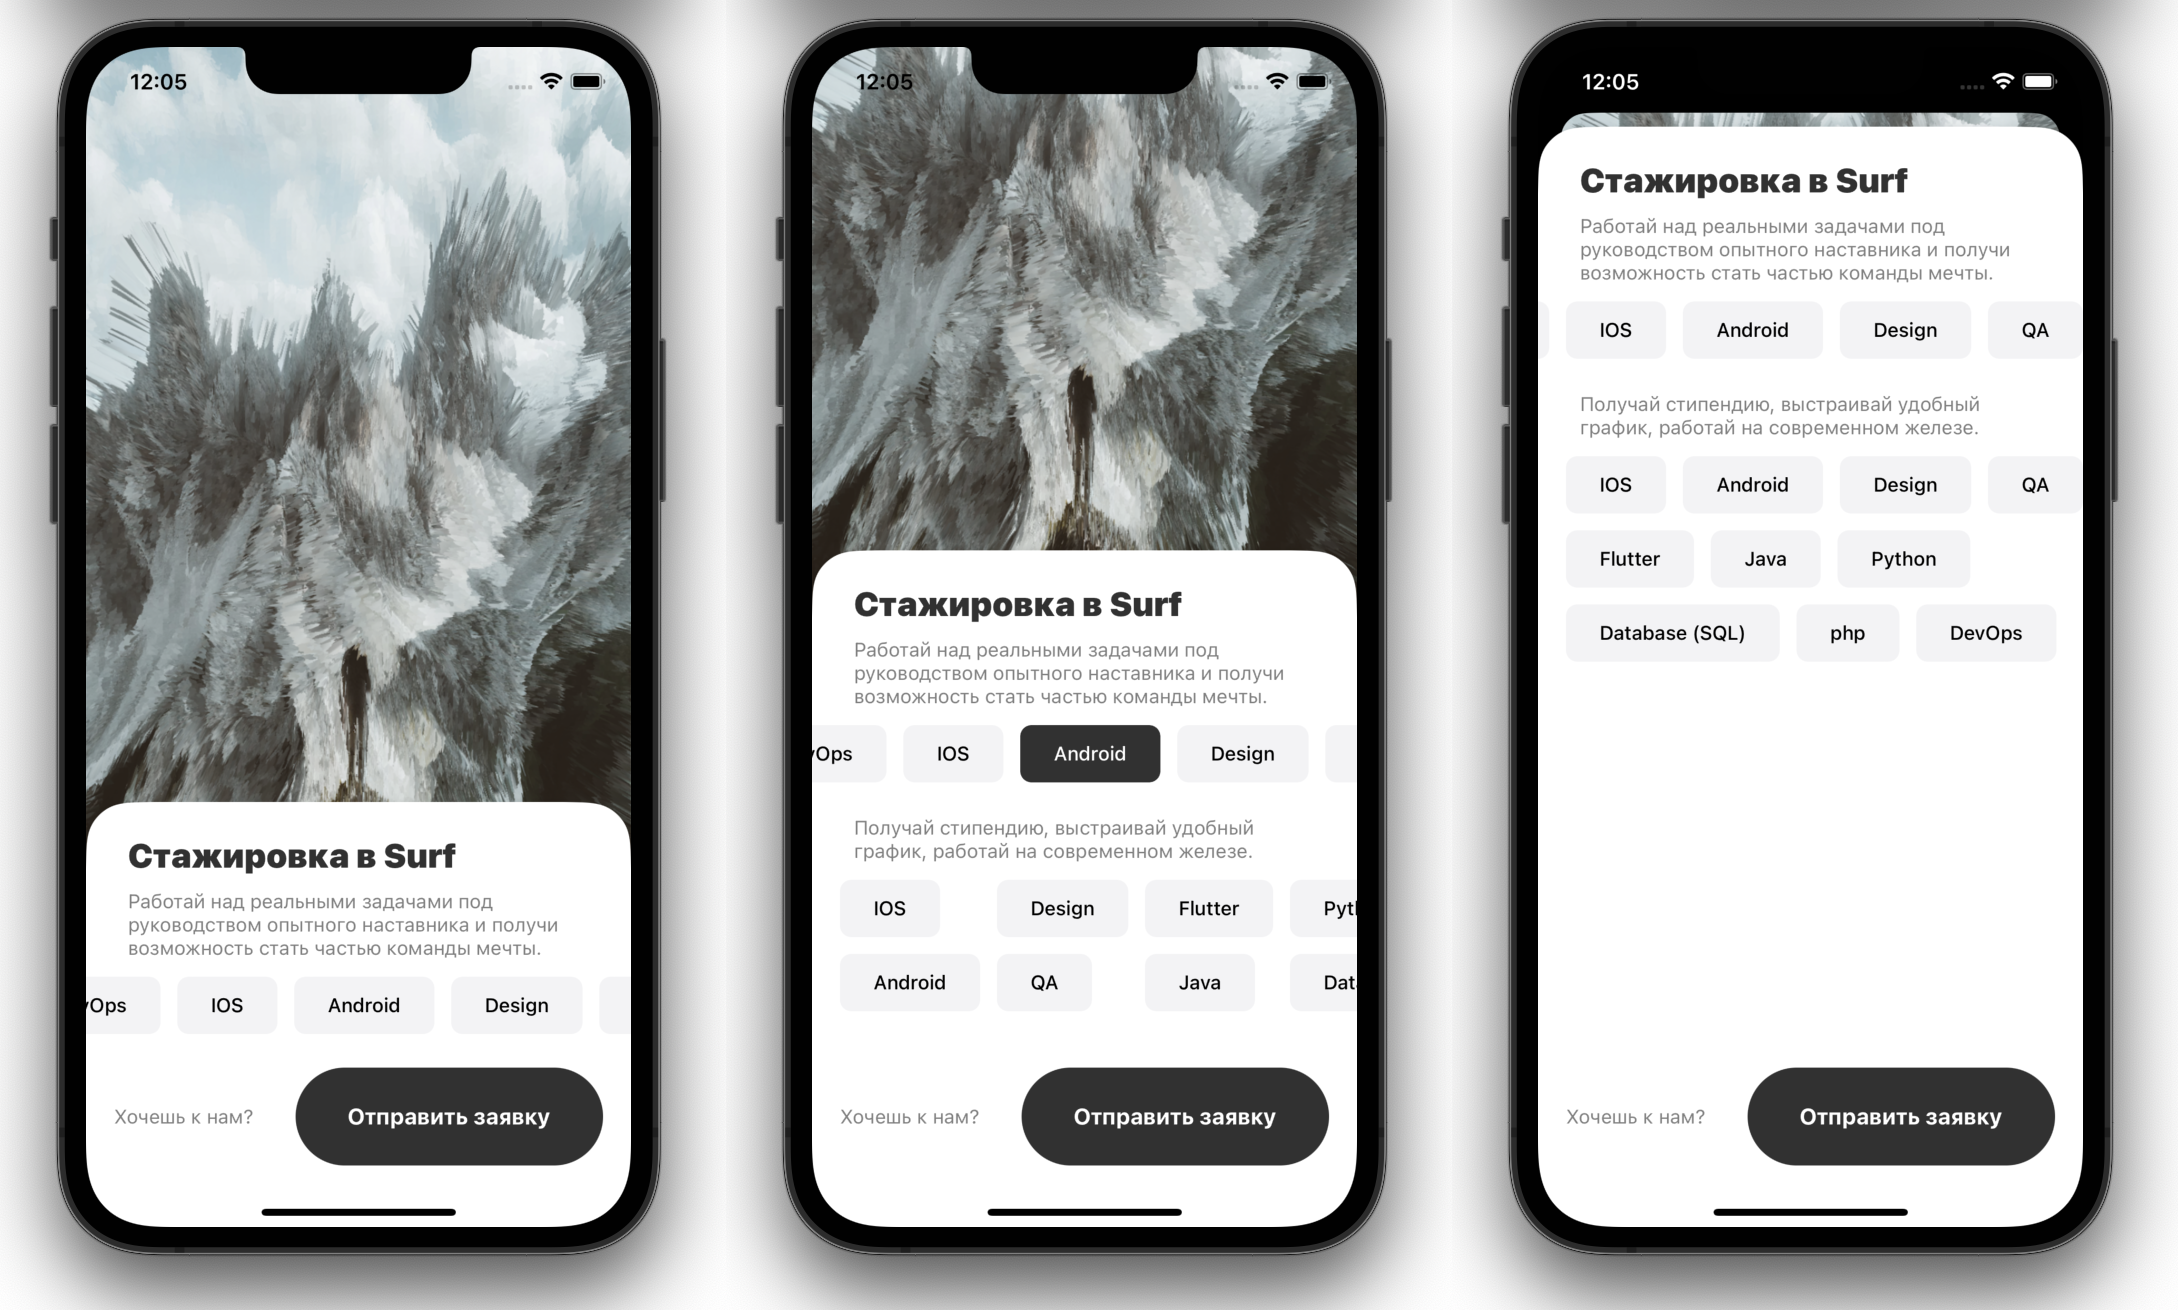 12:05
Стажировка в Surf
Работай над реальными задачами под
руководством опытного наставника и получи
возможность стать частью команды мечты.
vOps IOS Android Design
Хочешь к нам? Отправить заявку
12:05
Стажировка в Surf
Работай над реальными задачами под
руководством опытного наставника и получи
возможность стать частью команды мечты.
vOps IOS Android Design
Получай стипендию, выстраивай удобный
график, работай на современном железе.
IOS Design Flutter Pyt
Android QA Java Dat
Хочешь к нам? Отправить заявку
12:05
Стажировка в Surf
Работай над реальными задачами под
руководством опытного наставника и получи
возможность стать частью команды мечты.
IOS Android Design QA
Получай стипендию, выстраивай удобный
график, работай на современном железе.
IOS Android Design QA
Flutter Java Python
Database (SQL) php DevOps
Хочешь к нам? Отправить заявку